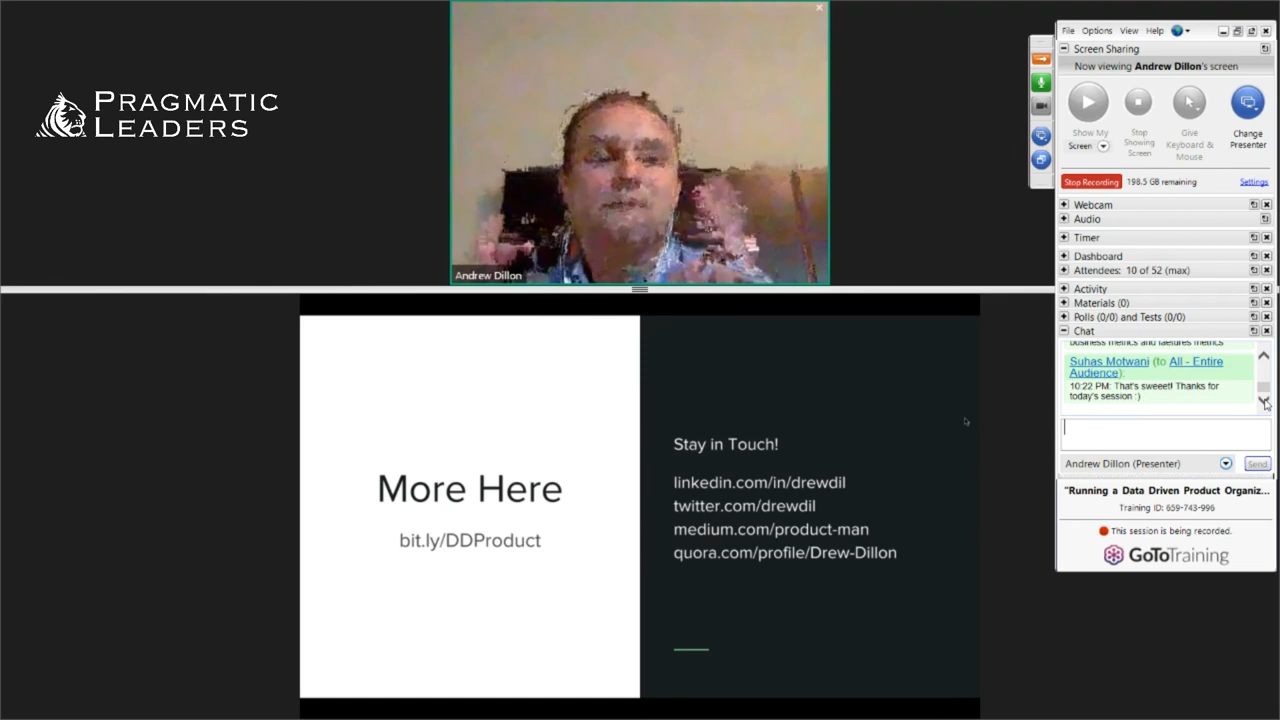 PRAGMATIC
LEADERS
Andrew Dillon
More Here
bit.ly/DDProduct
Stay in Touch!
linkedin.com/in/drewdil
twitter.com/drewdil
medium.com/product-man
quora.com/profile/Drew-Dillon
File Options View Help
Screen Sharing
Now viewing Andrew Dillon's screen
Show My
Screen
Stop
Showing
Screen
Give
Keyboard &
Mouse
Change
Presenter
Stop Recording 198.5 GB remaining Settings
Webcam
Audio
Timer
Dashboard
Attendees: 10 of 52 (max)
Activity
Materials (0)
Polls (0/0) and Tests (0/0)
Chat
business metrics and metrics
Suhas Motwani (to All - Entire
Audience):
10:22 PM: That's sweeet! Thanks for
today's session :)
Andrew Dillon (Presenter) Send
"Running a Data Driven Product Organiz...
Training ID: 659-743-996
This session is being recorded.
GoToTraining